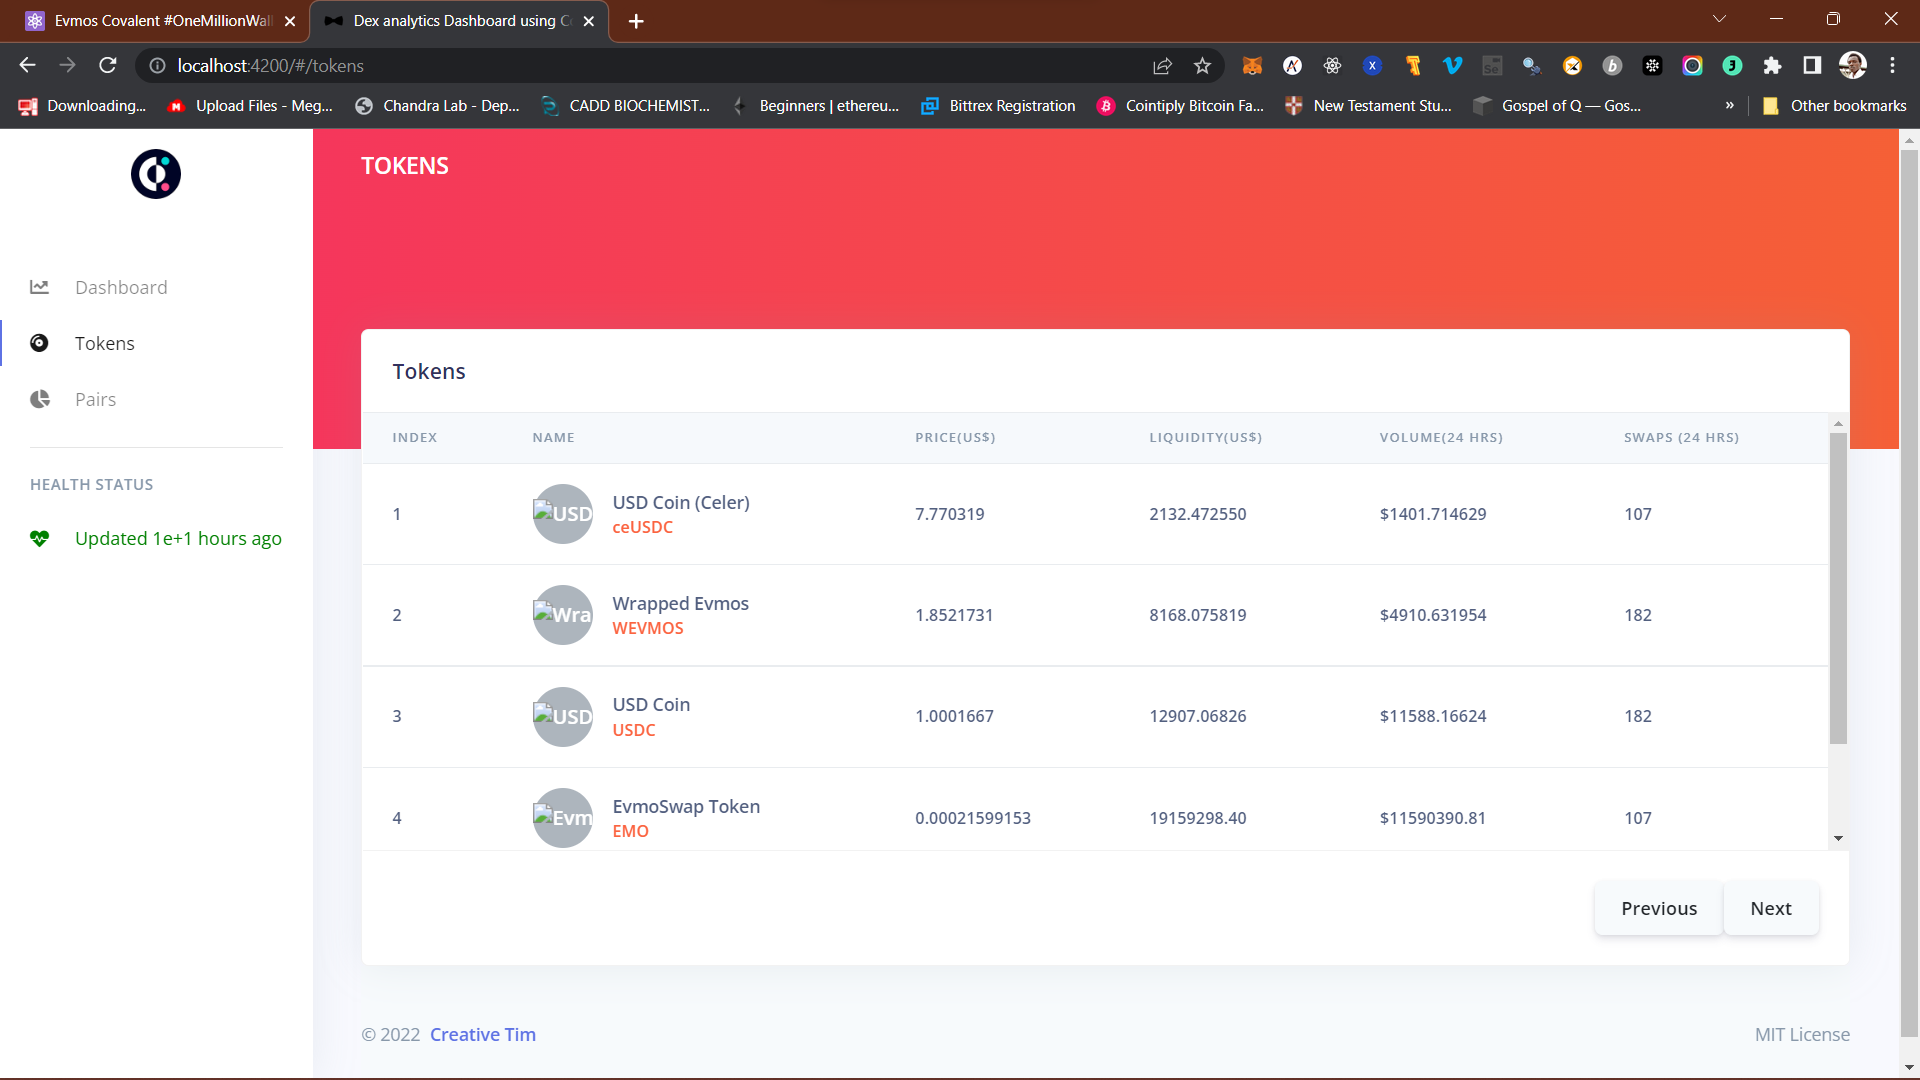 Evmos Covalent #OneMillionWal
Dex analytics Dashboard using C
localhost:4200/#/tokens
Downloading...
Upload Files - Meg...
Chandra Lab - Dep...
CADD BIOCHEMIST...
Beginners | ethereu...
Bittrex Registration
Cointiply Bitcoin Fa...
New Testament Stu...
Gospel of Q — Gos...
»
Other bookmarks
TOKENS
Dashboard
Tokens
Pairs
HEALTH STATUS
Updated 1e+1 hours ago
Tokens
INDEX NAME PRICE(US$) LIQUIDITY(US$) VOLUME(24 HRS) SWAPS (24 HRS)
1 USD USD Coin (Celer) 7.770319 2132.472550 $1401.714629 107
ceUSDC
2 Wra Wrapped Evmos 1.8521731 8168.075819 $4910.631954 182
WEVMOS
3 USD USD Coin 1.0001667 12907.06826 $11588.16624 182
USDC
4 Evm EvmoSwap Token 0.00021599153 19159298.40 $11590390.81 107
EMO
Previous Next
© 2022 Creative Tim
MIT License